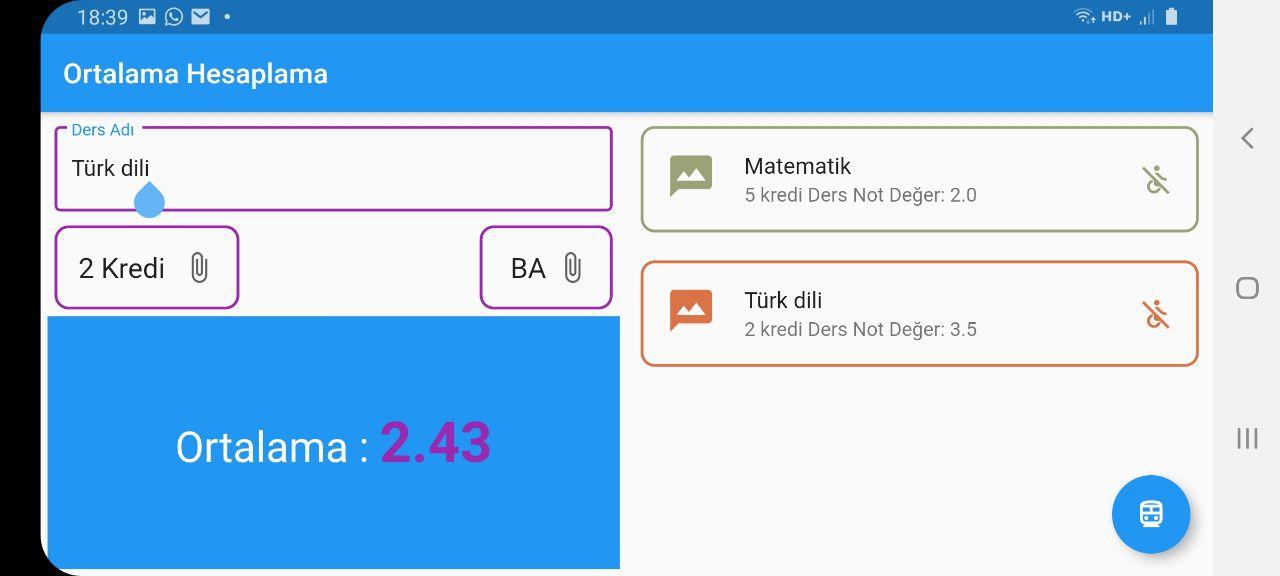 18:39
HD+
Ortalama Hesaplama
Ders Adı
Türk dili
2 Kredi
BA
Ortalama : 2.43
Matematik
5 kredi Ders Not Değer: 2.0
Türk dili
2 kredi Ders Not Değer: 3.5